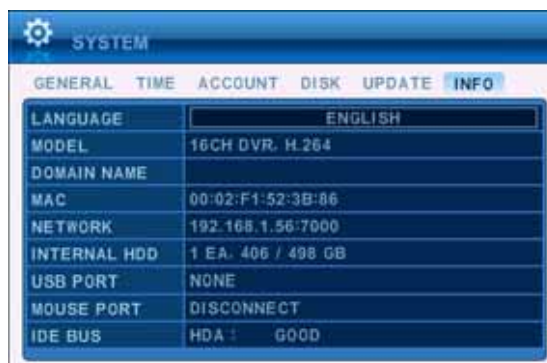 SYSTEM
GENERAL TIME ACCOUNT DISK UPDATE INFO
LANGUAGE ENGLISH
MODEL 16CH DVR. H.264
DOMAIN NAME
MAC 00:02:F1:52:3B:86
NETWORK 192.168.1.56:7000
INTERNAL HDD 1 EA. 406 / 498 GB
USB PORT NONE
MOUSE PORT DISCONNECT
IDE BUS HDA : GOOD